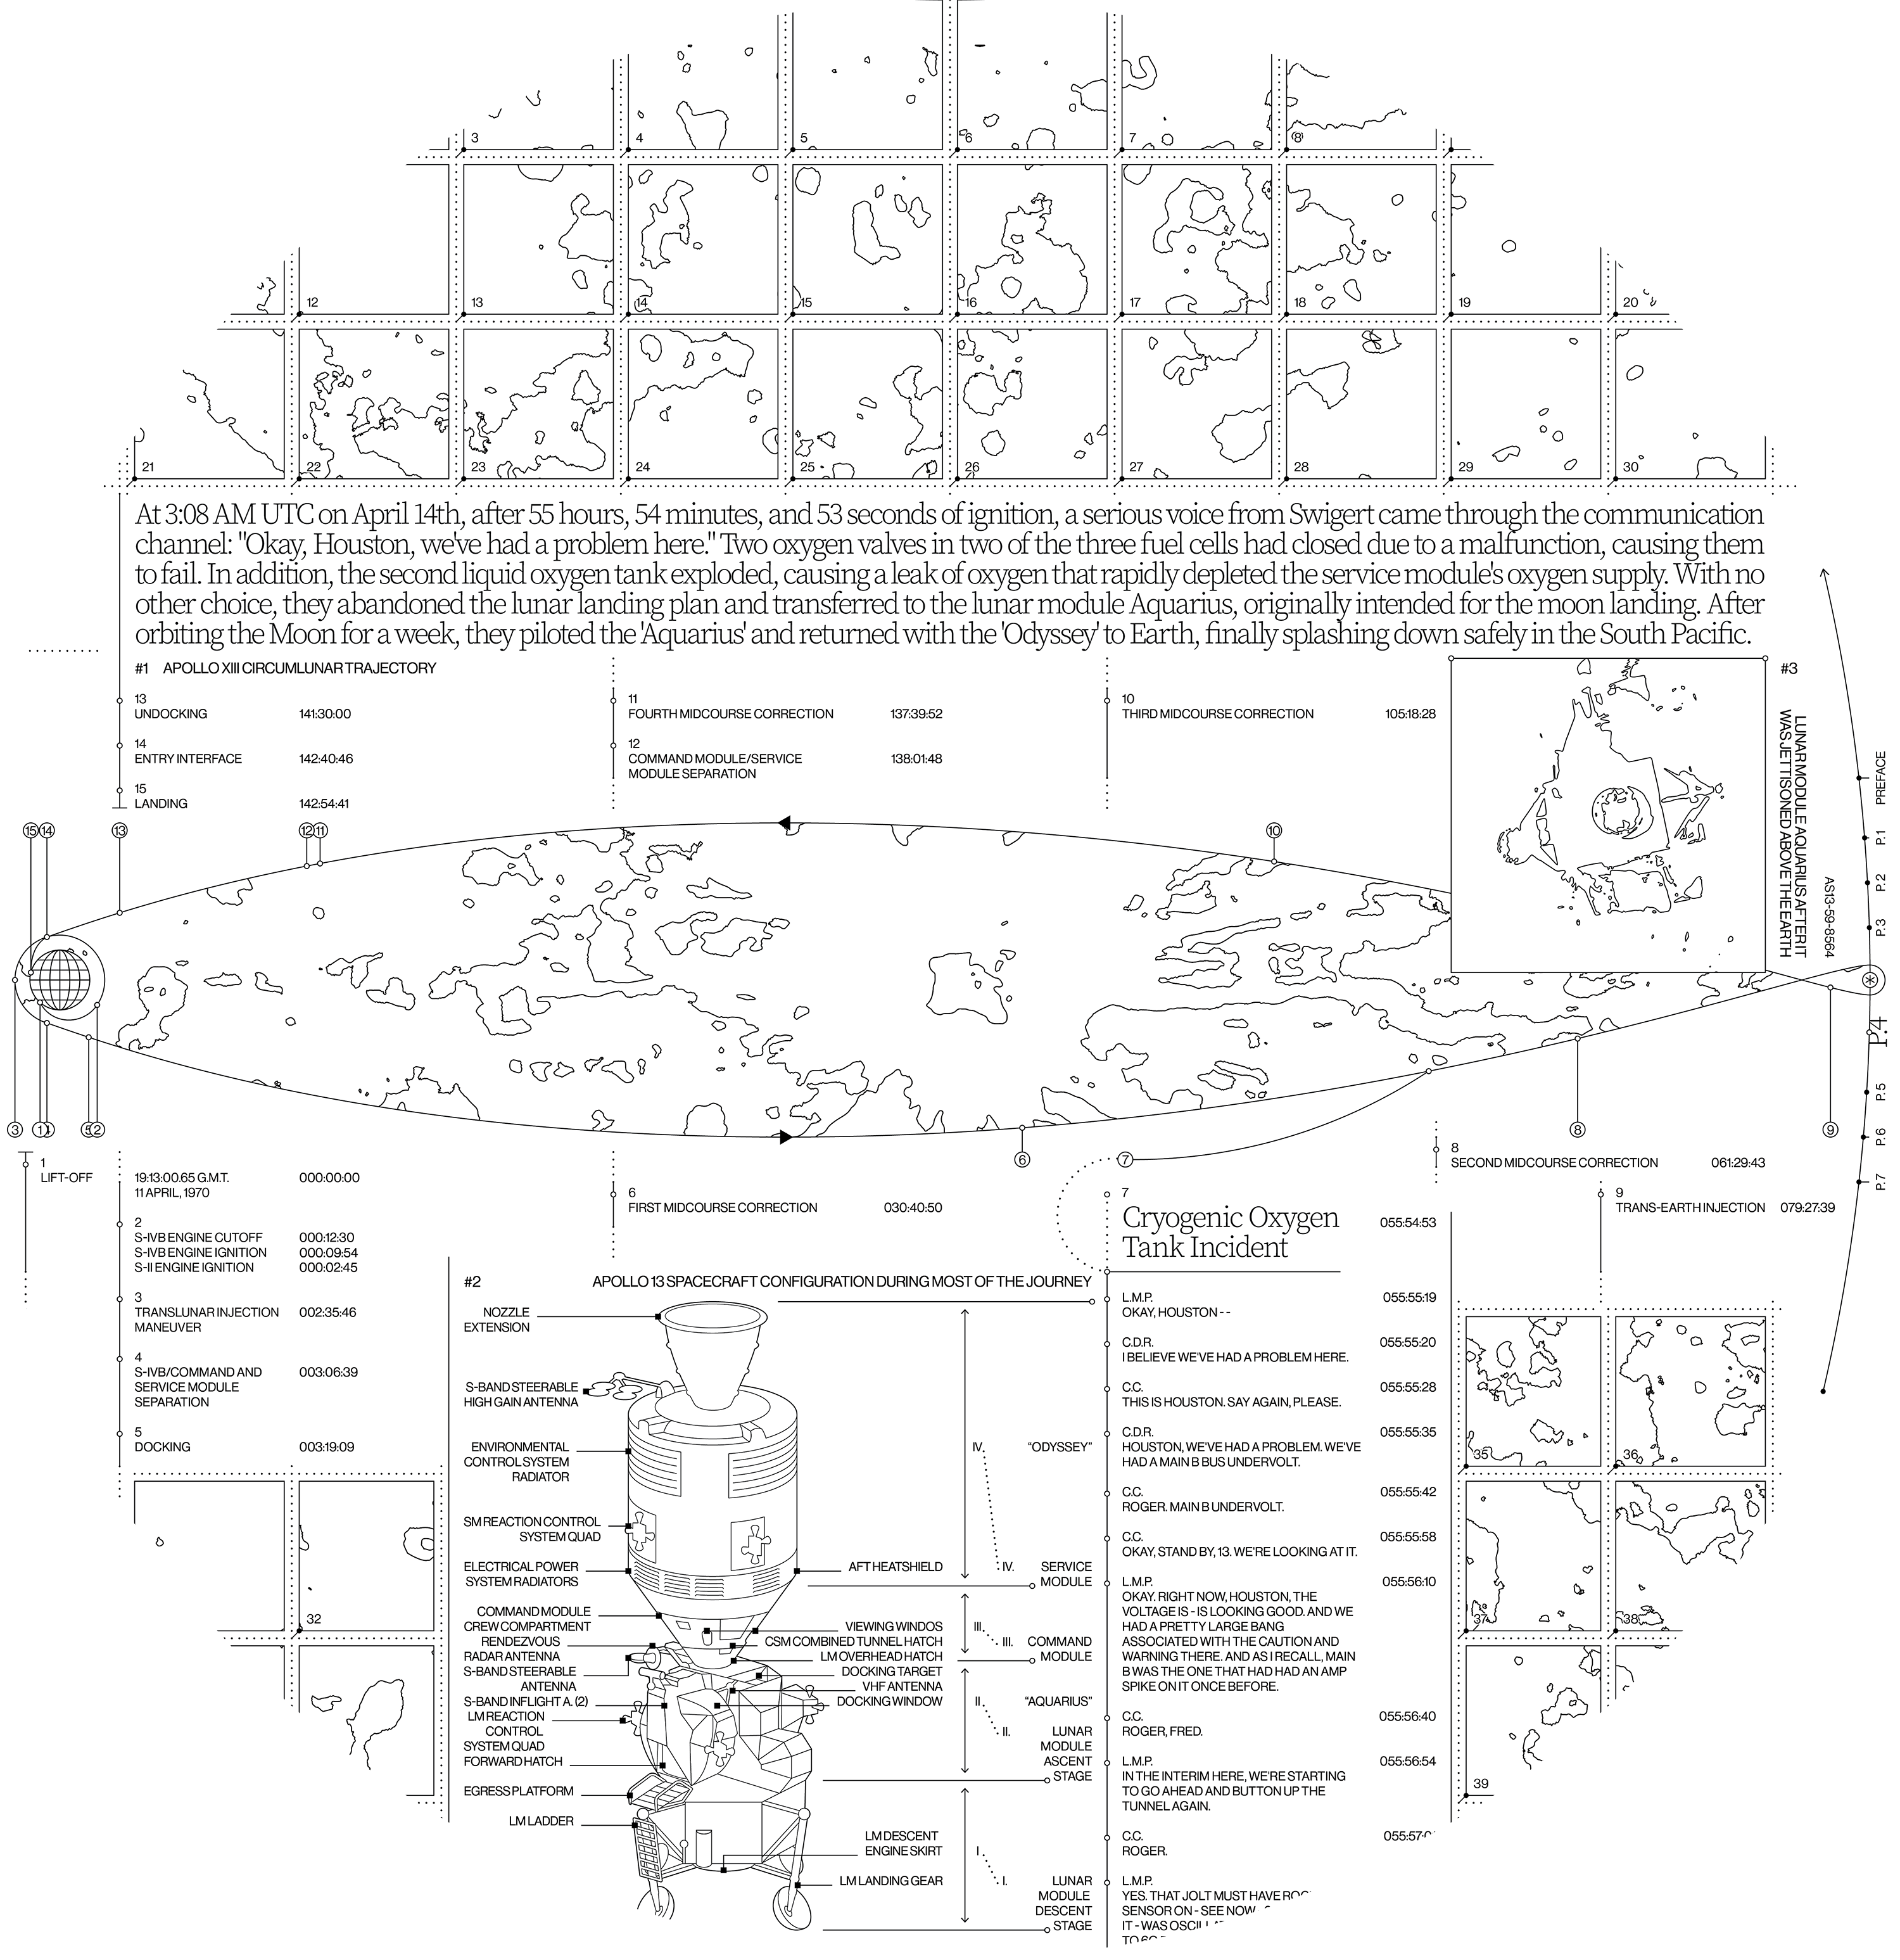 3
4
5
6
7
8
12
13
14
15
16
17
18
19
20
21
22
23
24
25
26
27
28
29
30
At 3:08 AM UTC on April 14th, after 55 hours, 54 minutes, and 53 seconds of ignition, a serious voice from Swigert came through the communication
channel: "Okay, Houston, we've had a problem here." Two oxygen valves in two of the three fuel cells had closed due to a malfunction, causing them
to fail. In addition, the second liquid oxygen tank exploded, causing a leak of oxygen that rapidly depleted the service module's oxygen supply. With no
other choice, they abandoned the lunar landing plan and transferred to the lunar module Aquarius, originally intended for the moon landing. After
orbiting the Moon for a week, they piloted the 'Aquarius' and returned with the 'Odyssey' to Earth, finally splashing down safely in the South Pacific.
#1 APOLLO XIII CIRCUMLUNAR TRAJECTORY
13
UNDOCKING 141:30:00
14
ENTRY INTERFACE 142:40:46
15
LANDING 142:54:41
11
FOURTH MIDCOURSE CORRECTION 137:39:52
12
COMMAND MODULE/SERVICE 138:01:48
MODULE SEPARATION
10
THIRD MIDCOURSE CORRECTION 105:18:28
#3
LUNAR MODULE AQUARIUS AFTER IT
WAS JETTISONED ABOVE THE EARTH
AS13-59-8564
PREFACE
P.1
P.2
P.3
P.4
P.5
P.6
P.7
15 14 13 12 11 10
3 1 5 2 6 7 8 9
1
LIFT-OFF 19:13:00.65 G.M.T. 000:00:00
11 APRIL, 1970
2
S-IVB ENGINE CUTOFF 000:12:30
S-IVB ENGINE IGNITION 000:09:54
S-II ENGINE IGNITION 000:02:45
3
TRANSLUNAR INJECTION 002:35:46
MANEUVER
4
S-IVB/COMMAND AND 003:06:39
SERVICE MODULE
SEPARATION
5
DOCKING 003:19:09
6
FIRST MIDCOURSE CORRECTION 030:40:50
7
Cryogenic Oxygen 055:54:53
Tank Incident
8
SECOND MIDCOURSE CORRECTION 061:29:43
9
TRANS-EARTH INJECTION 079:27:39
#2 APOLLO 13 SPACECRAFT CONFIGURATION DURING MOST OF THE JOURNEY
NOZZLE
EXTENSION
S-BAND STEERABLE
HIGH GAIN ANTENNA
ENVIRONMENTAL
CONTROL SYSTEM
RADIATOR
SM REACTION CONTROL
SYSTEM QUAD
ELECTRICAL POWER
SYSTEM RADIATORS
COMMAND MODULE
CREW COMPARTMENT
RENDEZVOUS
RADAR ANTENNA
S-BAND STEERABLE
ANTENNA
S-BAND INFLIGHT A. (2)
LM REACTION
CONTROL
SYSTEM QUAD
FORWARD HATCH
EGRESS PLATFORM
LM LADDER
AFT HEATSHIELD
VIEWING WINDOS
CSM COMBINED TUNNEL HATCH
LM OVERHEAD HATCH
DOCKING TARGET
VHF ANTENNA
DOCKING WINDOW
LM DESCENT
ENGINE SKIRT
LM LANDING GEAR
IV. "ODYSSEY"
IV. SERVICE
MODULE
III.
III. COMMAND
MODULE
II. "AQUARIUS"
II. LUNAR
MODULE
ASCENT
STAGE
I.
I. LUNAR
MODULE
DESCENT
STAGE
L.M.P. 055:55:19
OKAY, HOUSTON - -
C.D.R. 055:55:20
I BELIEVE WE'VE HAD A PROBLEM HERE.
C.C. 055:55:28
THIS IS HOUSTON. SAY AGAIN, PLEASE.
C.D.R. 055:55:35
HOUSTON, WE'VE HAD A PROBLEM. WE'VE
HAD A MAIN B BUS UNDERVOLT.
C.C. 055:55:42
ROGER. MAIN B UNDERVOLT.
C.C. 055:55:58
OKAY, STAND BY, 13. WE'RE LOOKING AT IT.
L.M.P. 055:56:10
OKAY. RIGHT NOW, HOUSTON, THE
VOLTAGE IS - IS LOOKING GOOD. AND WE
HAD A PRETTY LARGE BANG
ASSOCIATED WITH THE CAUTION AND
WARNING THERE. AND AS I RECALL, MAIN
B WAS THE ONE THAT HAD HAD AN AMP
SPIKE ON IT ONCE BEFORE.
C.C. 055:56:40
ROGER, FRED.
L.M.P. 055:56:54
IN THE INTERIM HERE, WE'RE STARTING
TO GO AHEAD AND BUTTON UP THE
TUNNEL AGAIN.
C.C.
ROGER.
L.M.P.
YES. THAT JOLT MUST HAVE
SENSOR ON - SEE NOW
IT - WAS
32
35
36
37
38
39